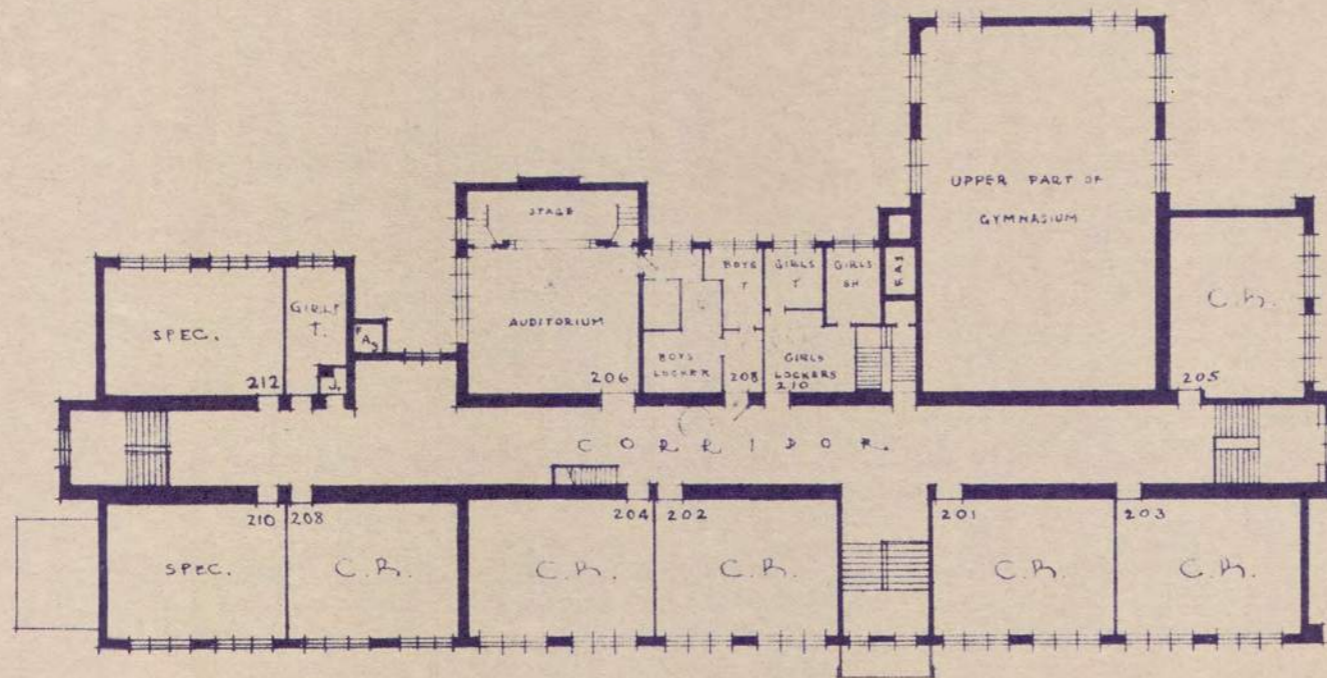 UPPER PART OF
GYMNASIUM
STAGE
BOYS
T
GIRLS
T
GIRLS
SH
F.A.S
SPEC.
GIRLS
T.
AUDITORIUM
C.R.
BOYS
LOCKER
208
GIRLS
LOCKERS
210
212
J.
206
205
CORRIDOR
210
208
204
202
201
203
SPEC.
C.R.
C.R.
C.R.
C.R.
C.R.